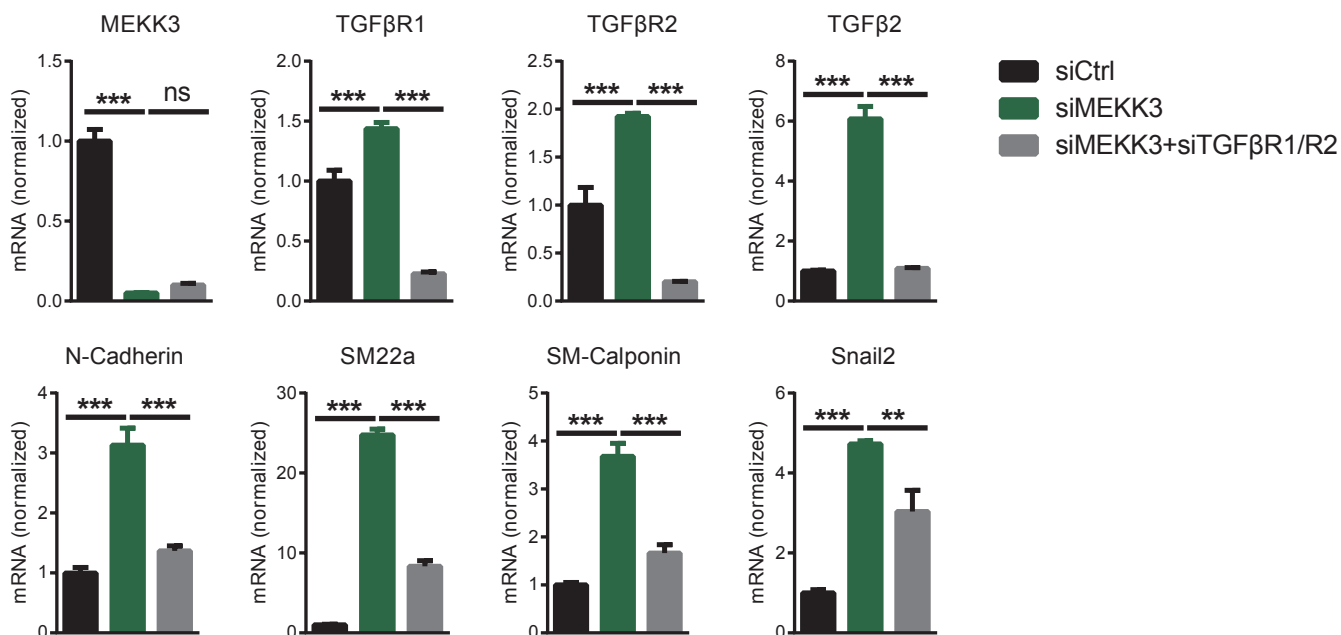 MEKK3
TGFβR1
TGFβR2
TGFβ2
mRNA (normalized)
1.5
1.0
0.5
0.0
*** ns
mRNA (normalized)
2.0
1.5
1.0
0.5
0.0
*** ***
mRNA (normalized)
2.5
2.0
1.5
1.0
0.5
0.0
*** ***
mRNA (normalized)
8
6
4
2
0
*** ***
siCtrl
siMEKK3
siMEKK3+siTGFβR1/R2
N-Cadherin
SM22a
SM-Calponin
Snail2
mRNA (normalized)
4
3
2
1
0
*** ***
mRNA (normalized)
30
20
10
0
*** ***
mRNA (normalized)
5
4
3
2
1
0
*** ***
mRNA (normalized)
6
4
2
0
*** **